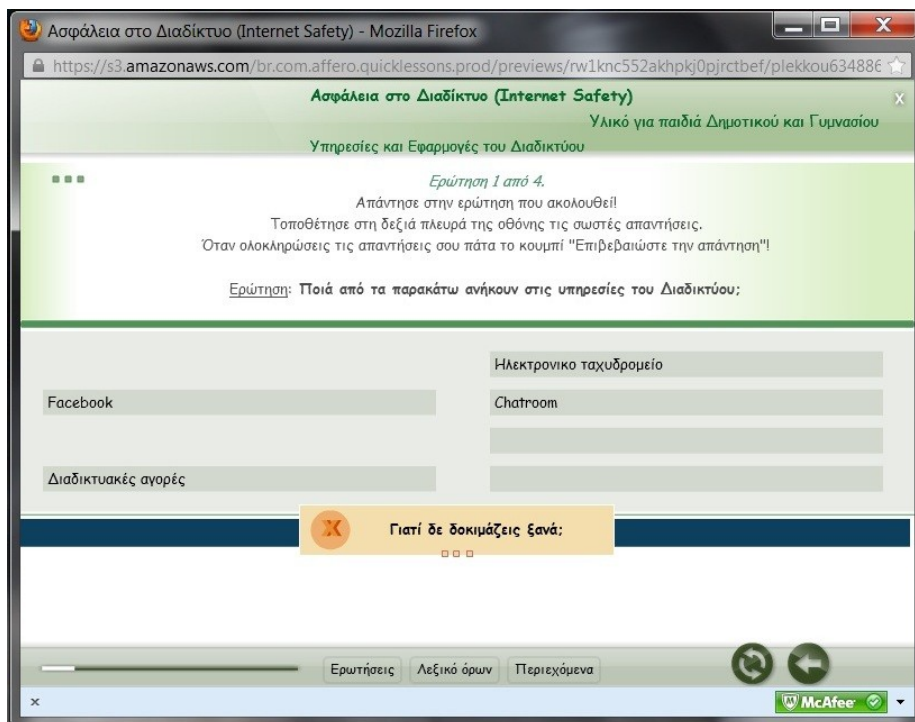 Ασφάλεια στο Διαδίκτυο (Internet Safety) - Mozilla Firefox
https://s3.amazonaws.com/br.com.affero.quicklessons.prod/previews/rw1knc552akhpkj0pjrctbef/plekkou634886
Ασφάλεια στο Διαδίκτυο (Internet Safety)
x
Υλικό για παιδιά Δημοτικού και Γυμνασίου
Υπηρεσίες και Εφαρμογές του Διαδικτύου
Ερώτηση 1 από 4.
Απάντησε στην ερώτηση που ακολουθεί!
Τοποθέτησε στη δεξιά πλευρά της οθόνης τις σωστές απαντήσεις.
Όταν ολοκληρώσεις τις απαντήσεις σου πάτα το κουμπί "Επιβεβαιώστε την απάντηση"!
Ερώτηση: Ποιά από τα παρακάτω ανήκουν στις υπηρεσίες του Διαδικτύου;
Ηλεκτρονικο ταχυδρομείο
Facebook
Chatroom
Διαδικτυακές αγορές
Γιατί δε δοκιμάζεις ξανά;
Ερωτήσεις
Λεξικό όρων
Περιεχόμενα
x
McAfee